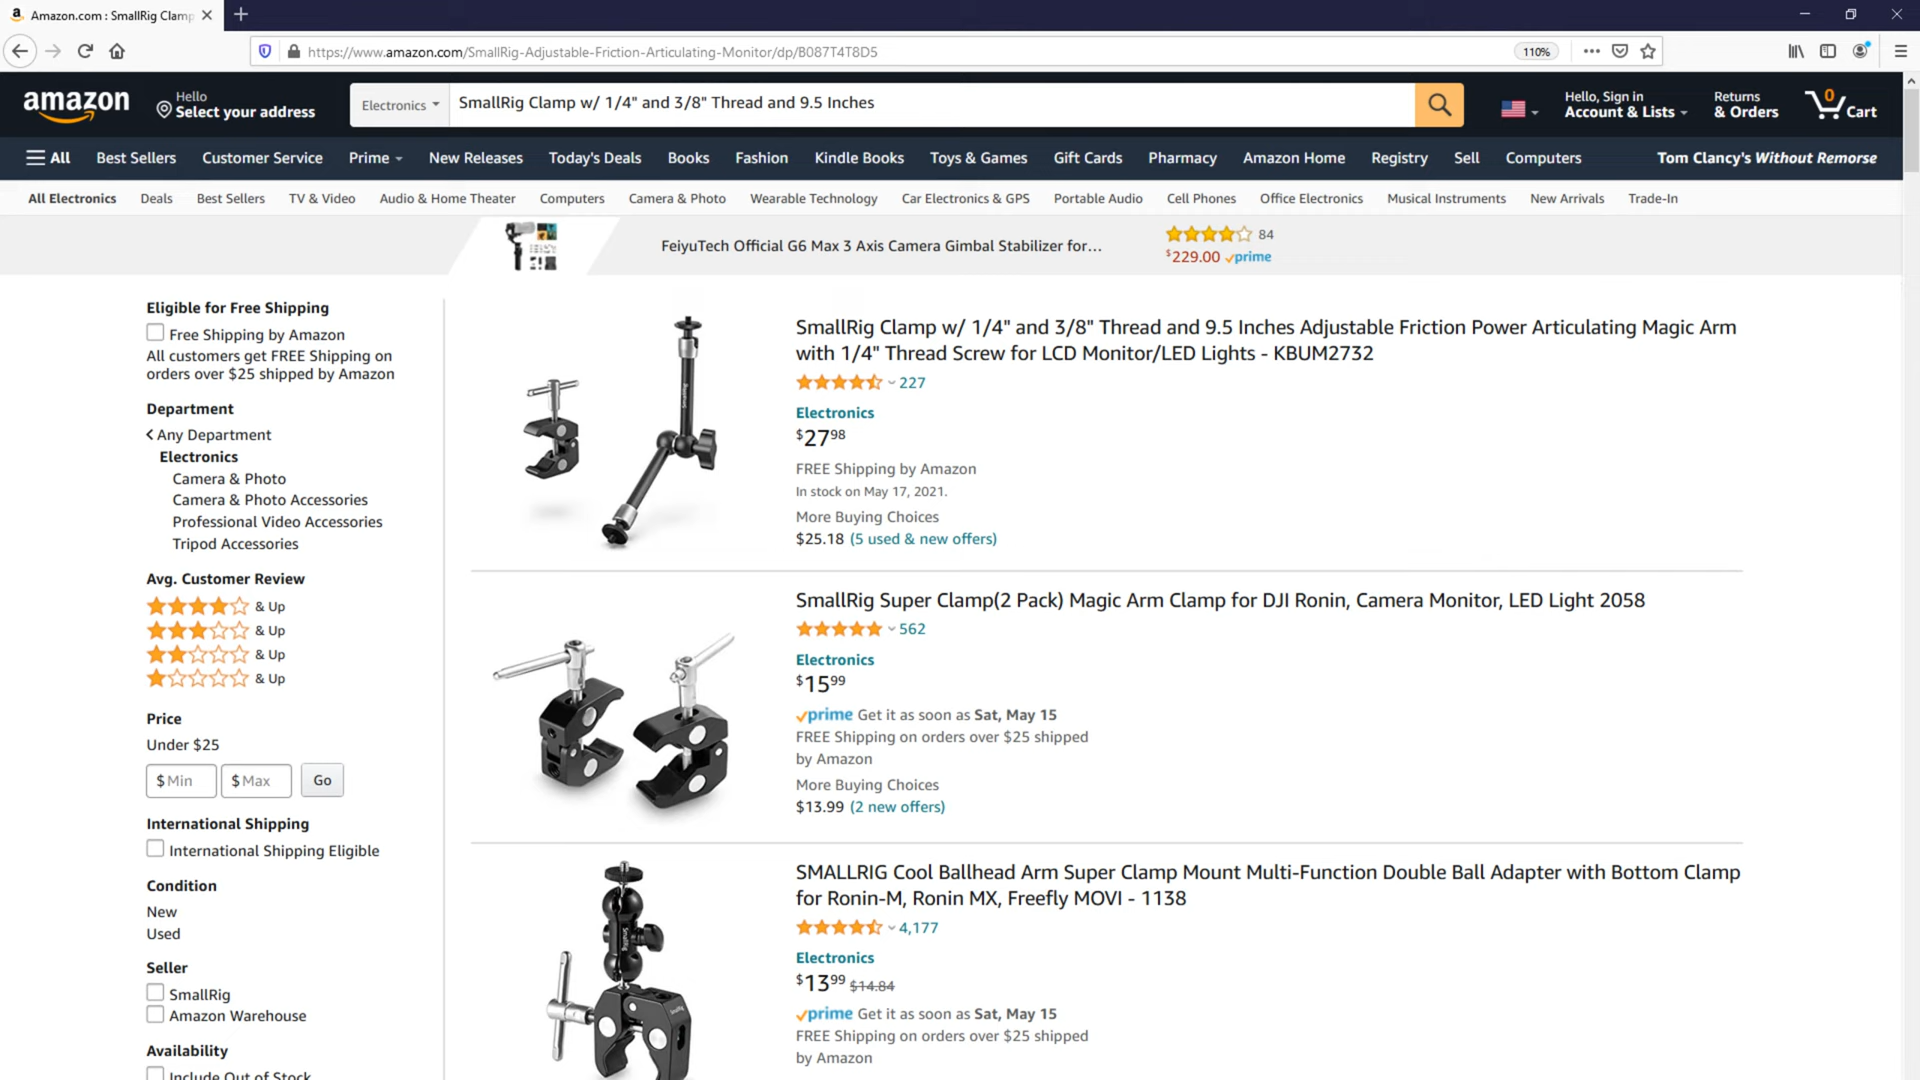 Amazon.com : SmallRig Clamp
https://www.amazon.com/SmallRig-Adjustable-Friction-Articulating-Monitor/dp/B087T4T8D5
110%
amazon
Hello
Select your address
Electronics
SmallRig Clamp w/ 1/4" and 3/8" Thread and 9.5 Inches
Hello, Sign in
Account & Lists
Returns
& Orders
0
Cart
All
Best Sellers
Customer Service
Prime
New Releases
Today's Deals
Books
Fashion
Kindle Books
Toys & Games
Gift Cards
Pharmacy
Amazon Home
Registry
Sell
Computers
Tom Clancy's Without Remorse
All Electronics
Deals
Best Sellers
TV & Video
Audio & Home Theater
Computers
Camera & Photo
Wearable Technology
Car Electronics & GPS
Portable Audio
Cell Phones
Office Electronics
Musical Instruments
New Arrivals
Trade-In
FeiyuTech Official G6 Max 3 Axis Camera Gimbal Stabilizer for...
84
$229.00 prime
Eligible for Free Shipping
Free Shipping by Amazon
All customers get FREE Shipping on
orders over $25 shipped by Amazon
Department
Any Department
Electronics
Camera & Photo
Camera & Photo Accessories
Professional Video Accessories
Tripod Accessories
Avg. Customer Review
& Up
& Up
& Up
& Up
Price
Under $25
$ Min
$ Max
Go
International Shipping
International Shipping Eligible
Condition
New
Used
Seller
SmallRig
Amazon Warehouse
Availability
Include Out of Stock
SmallRig Clamp w/ 1/4" and 3/8" Thread and 9.5 Inches Adjustable Friction Power Articulating Magic Arm
with 1/4" Thread Screw for LCD Monitor/LED Lights - KBUM2732
227
Electronics
$27.98
FREE Shipping by Amazon
In stock on May 17, 2021.
More Buying Choices
$25.18 (5 used & new offers)
SmallRig Super Clamp(2 Pack) Magic Arm Clamp for DJI Ronin, Camera Monitor, LED Light 2058
562
Electronics
$15.99
prime Get it as soon as Sat, May 15
FREE Shipping on orders over $25 shipped
by Amazon
More Buying Choices
$13.99 (2 new offers)
SMALLRIG Cool Ballhead Arm Super Clamp Mount Multi-Function Double Ball Adapter with Bottom Clamp
for Ronin-M, Ronin MX, Freefly MOVI - 1138
4,177
Electronics
$13.99 $14.84
prime Get it as soon as Sat, May 15
FREE Shipping on orders over $25 shipped
by Amazon